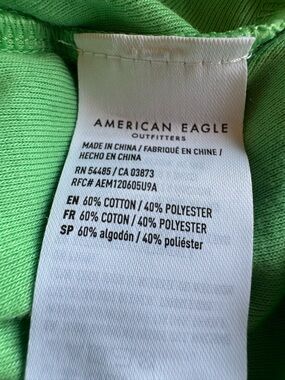 AMERICAN EAGLE
OUTFITTERS
MADE IN CHINA / FABRIQUÉ EN CHINE /
HECHO EN CHINA
RN 54485 / CA 03873
RFC# AEM120605U9A
EN 60% COTTON / 40% POLYESTER
FR 60% COTON / 40% POLYESTER
SP 60% algodón / 40% poliéster